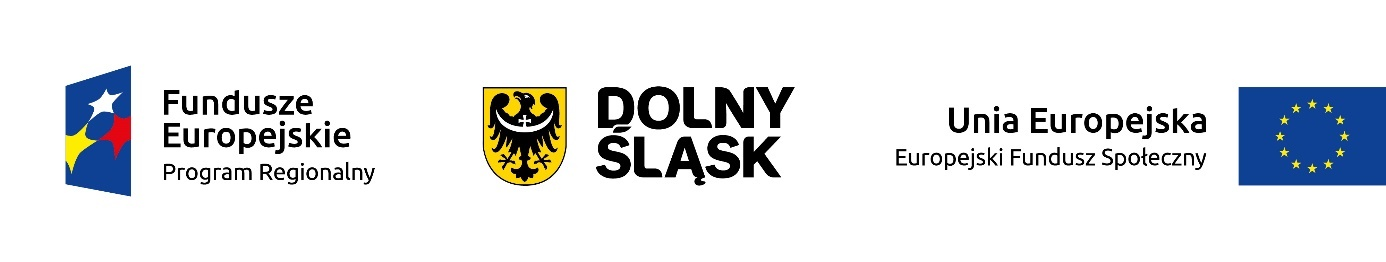 Fundusze
Europejskie
Program Regionalny
DOLNY
ŚLĄSK
Unia Europejska
Europejski Fundusz Społeczny